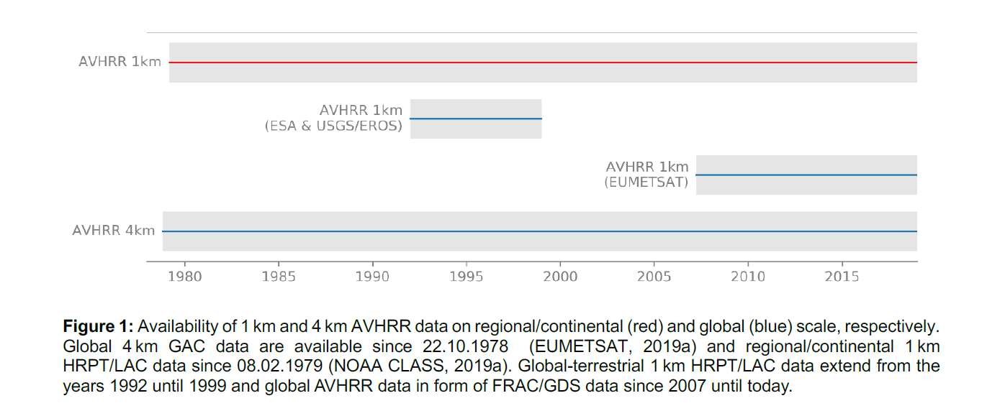 AVHRR 1km
AVHRR 1km
(ESA & USGS/EROS)
AVHRR 1km
(EUMETSAT)
AVHRR 4km
1980 1985 1990 1995 2000 2005 2010 2015
Figure 1: Availability of 1 km and 4 km AVHRR data on regional/continental (red) and global (blue) scale, respectively.
Global 4 km GAC data are available since 22.10.1978 (EUMETSAT, 2019a) and regional/continental 1 km
HRPT/LAC data since 08.02.1979 (NOAA CLASS, 2019a). Global-terrestrial 1 km HRPT/LAC data extend from the
years 1992 until 1999 and global AVHRR data in form of FRAC/GDS data since 2007 until today.